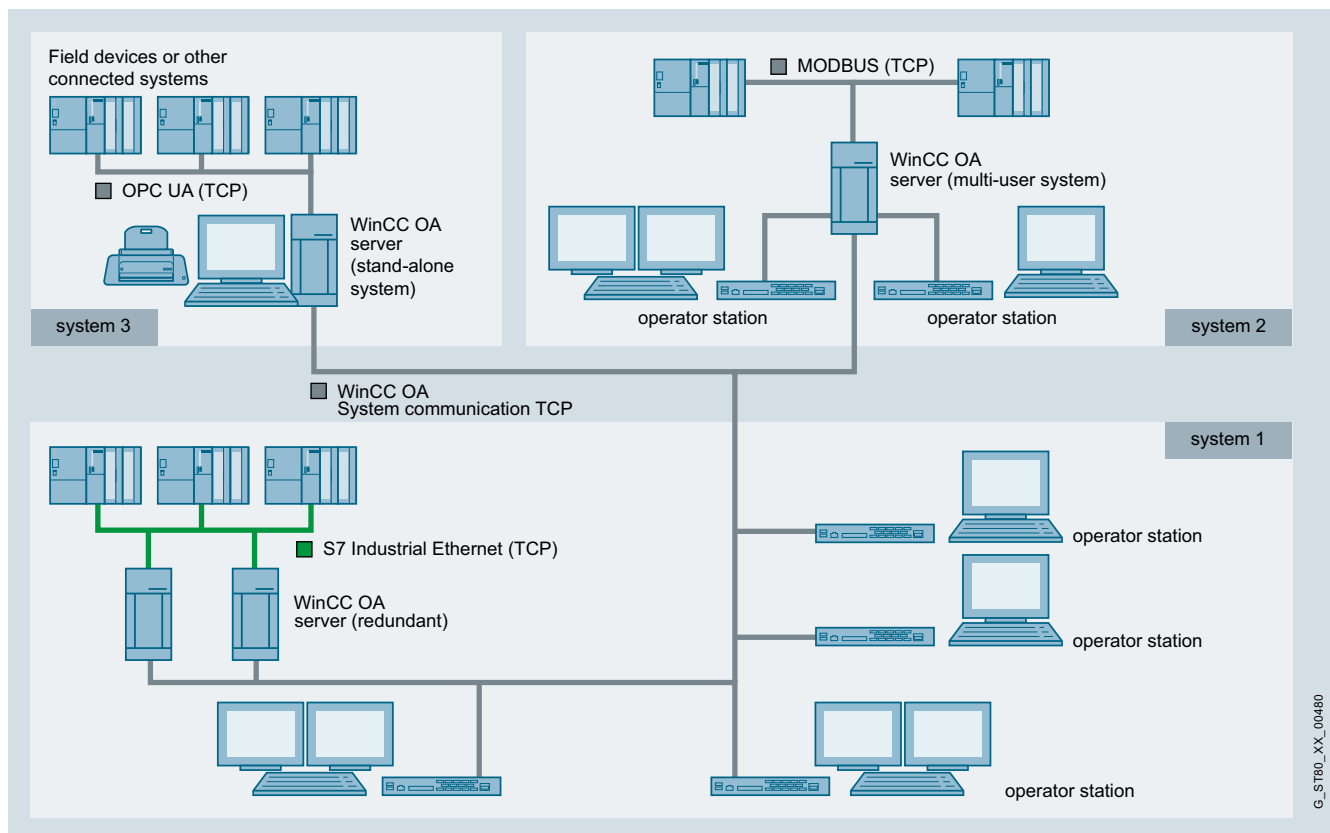 Field devices or other
connected systems
OPC UA (TCP)
WinCC OA
server
(stand-alone
system)
system 3
MODBUS (TCP)
WinCC OA
server (multi-user system)
operator station
operator station
system 2
WinCC OA
System communication TCP
system 1
S7 Industrial Ethernet (TCP)
WinCC OA
server (redundant)
operator station
operator station
operator station
G_ST80_XX_00480